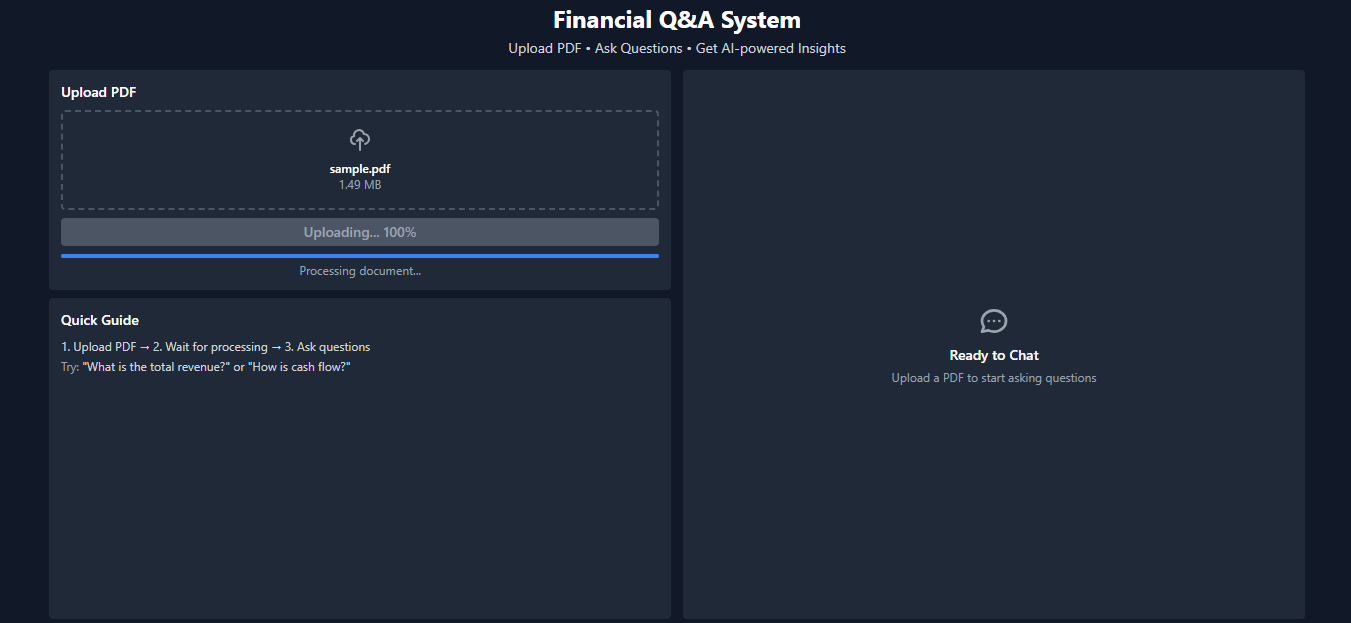 Financial Q&A System
Upload PDF • Ask Questions • Get AI-powered Insights
Upload PDF
sample.pdf
1.49 MB
Uploading... 100%
Processing document...
Quick Guide
1. Upload PDF → 2. Wait for processing → 3. Ask questions
Try: "What is the total revenue?" or "How is cash flow?"
Ready to Chat
Upload a PDF to start asking questions